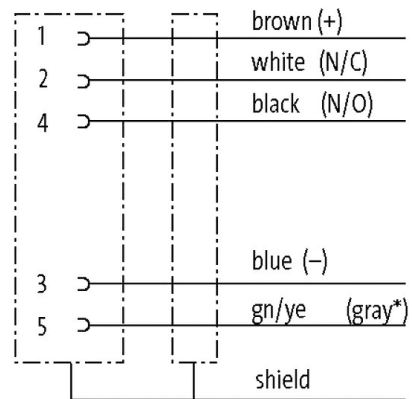 1 brown (+)
2 white (N/C)
4 black (N/O)
3 blue (–)
5 gn/ye (gray*)
shield